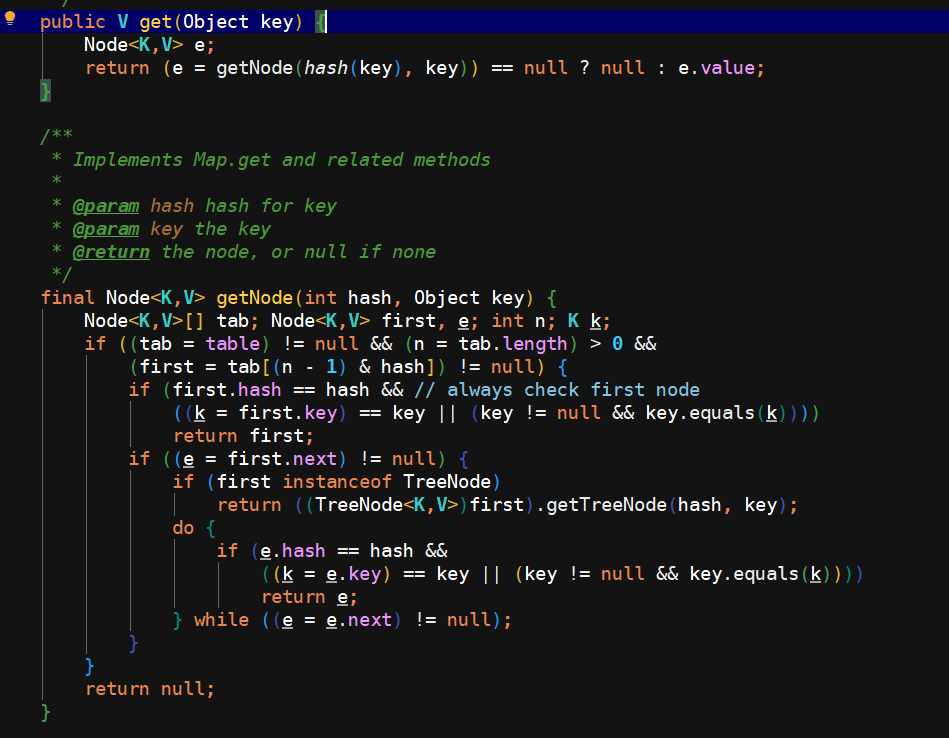 */
public V get(Object key) {
    Node<K,V> e;
    return (e = getNode(hash(key), key)) == null ? null : e.value;
}

/**
 * Implements Map.get and related methods
 *
 * @param hash hash for key
 * @param key the key
 * @return the node, or null if none
 */
final Node<K,V> getNode(int hash, Object key) {
    Node<K,V>[] tab; Node<K,V> first, e; int n; K k;
    if ((tab = table) != null && (n = tab.length) > 0 &&
        (first = tab[(n - 1) & hash]) != null) {
        if (first.hash == hash && // always check first node
            ((k = first.key) == key || (key != null && key.equals(k))))
            return first;
        if ((e = first.next) != null) {
            if (first instanceof TreeNode)
                return ((TreeNode<K,V>)first).getTreeNode(hash, key);
            do {
                if (e.hash == hash &&
                    ((k = e.key) == key || (key != null && key.equals(k))))
                    return e;
            } while ((e = e.next) != null);
        }
    }
    return null;
}